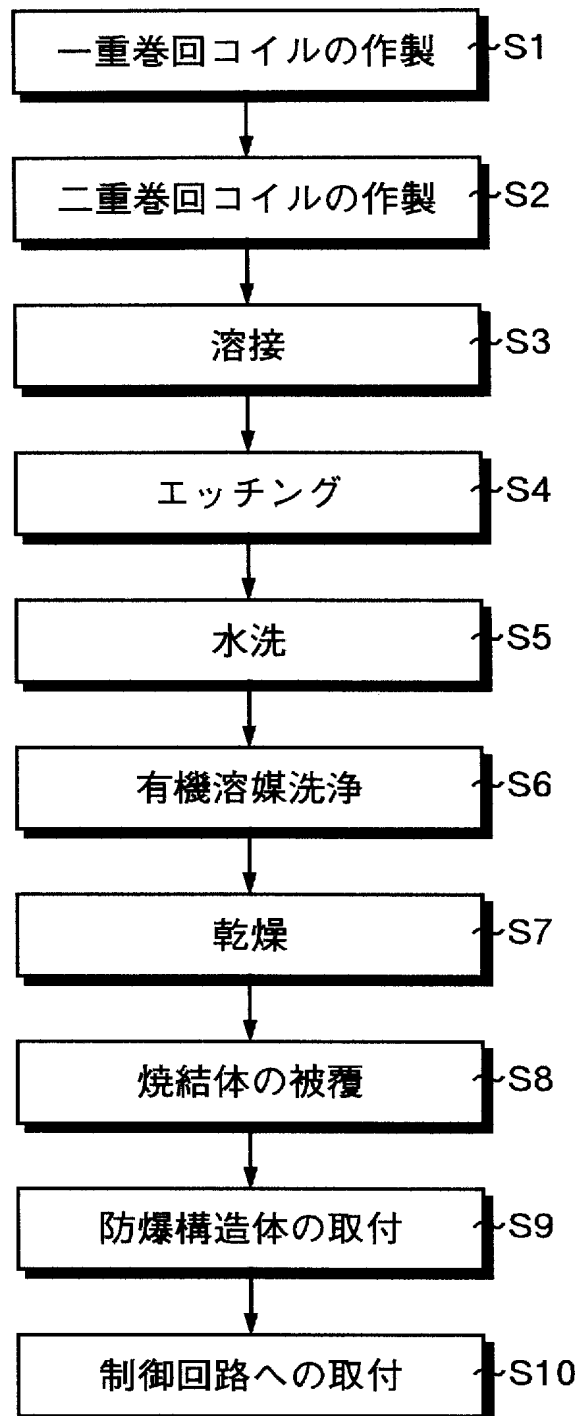 一重巻回コイルの作製 S1
二重巻回コイルの作製 S2
溶接 S3
エッチング S4
水洗 S5
有機溶媒洗浄 S6
乾燥 S7
焼結体の被覆 S8
防爆構造体の取付 S9
制御回路への取付 S10